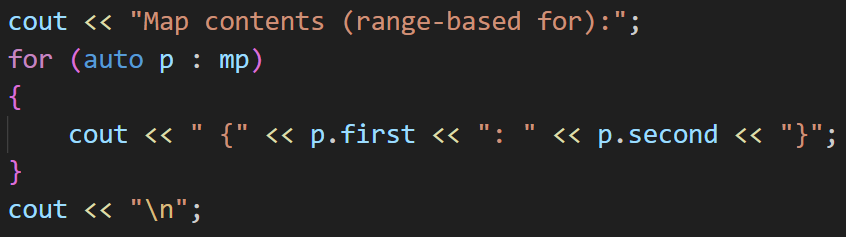 cout << "Map contents (range-based for):";
for (auto p : mp)
{
    cout << " {" << p.first << ": " << p.second << "}";
}
cout << "\n";